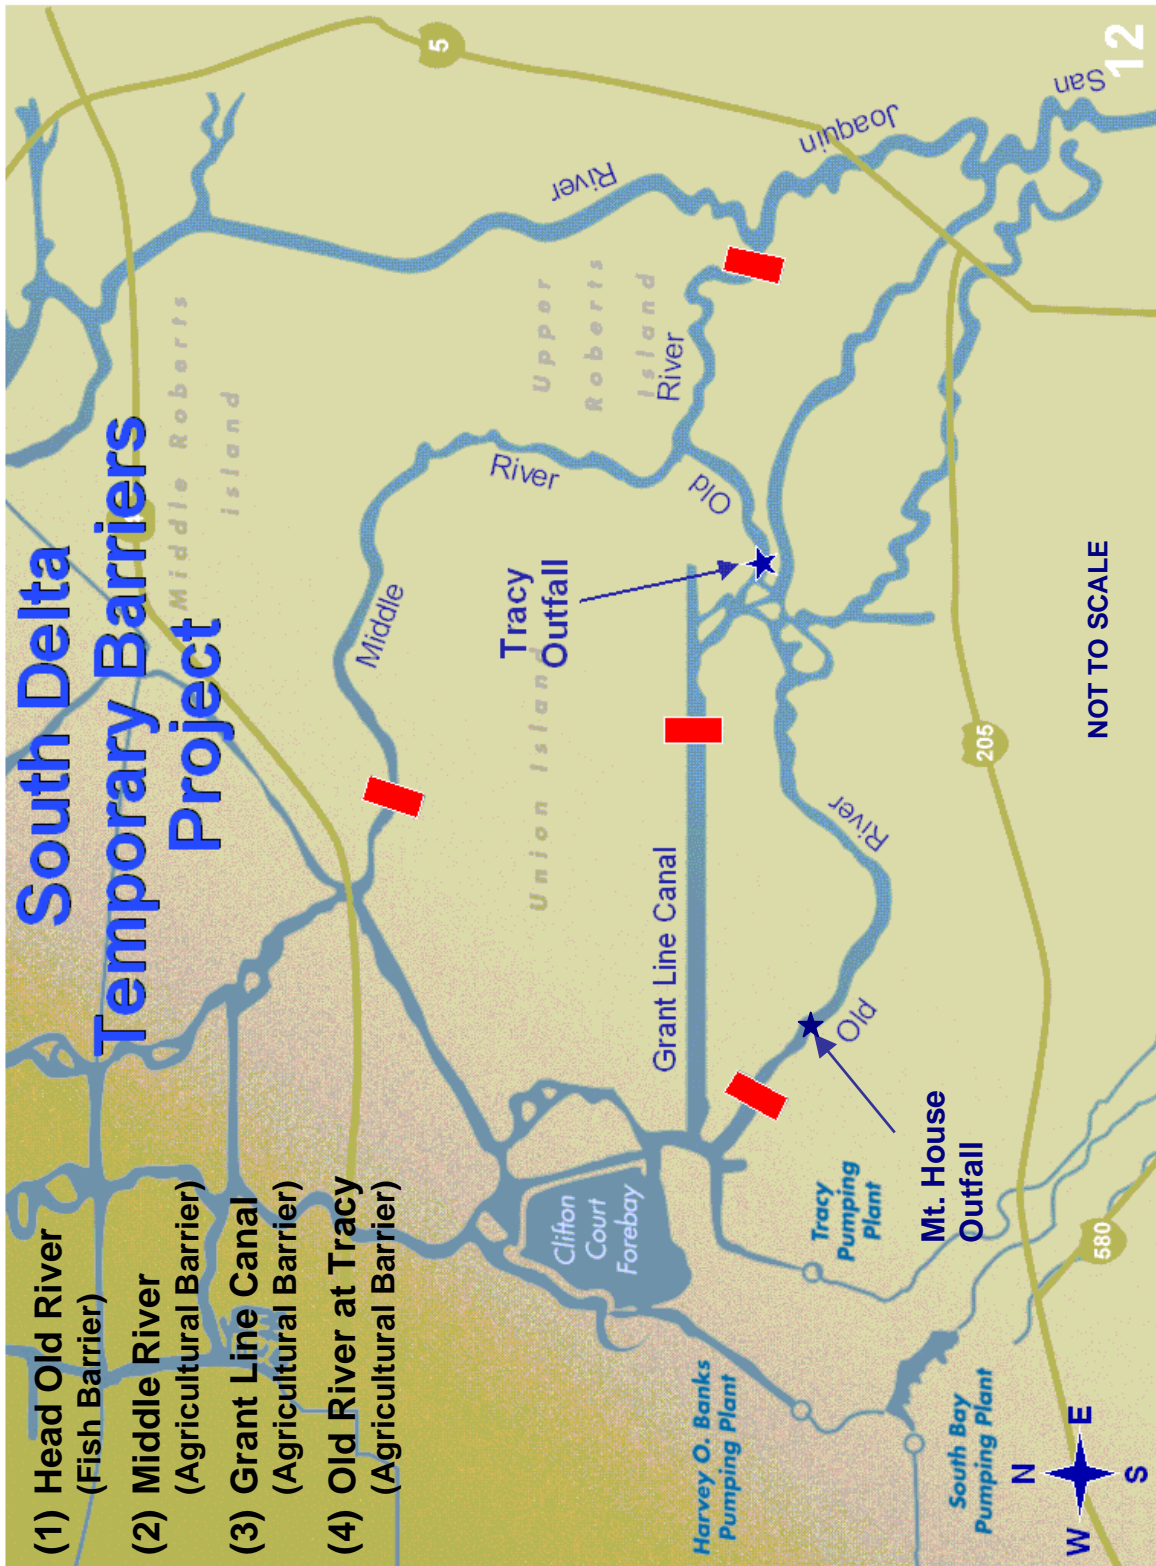 South Delta
Temporary Barriers
Project
(1) Head Old River
(Fish Barrier)
(2) Middle River
(Agricultural Barrier)
(3) Grant Line Canal
(Agricultural Barrier)
(4) Old River at Tracy
(Agricultural Barrier)
Middle Roberts
island
Upper
Roberts
Island
Union Island
5
San
Joaquin
River
River
Old
River
Middle
Tracy
Outfall
Grant Line Canal
River
Old
Mt. House
Outfall
Clifton
Court
Forebay
Tracy
Pumping
Plant
Harvey O. Banks
Pumping Plant
South Bay
Pumping Plant
205
580
NOT TO SCALE
N
W
E
S
12